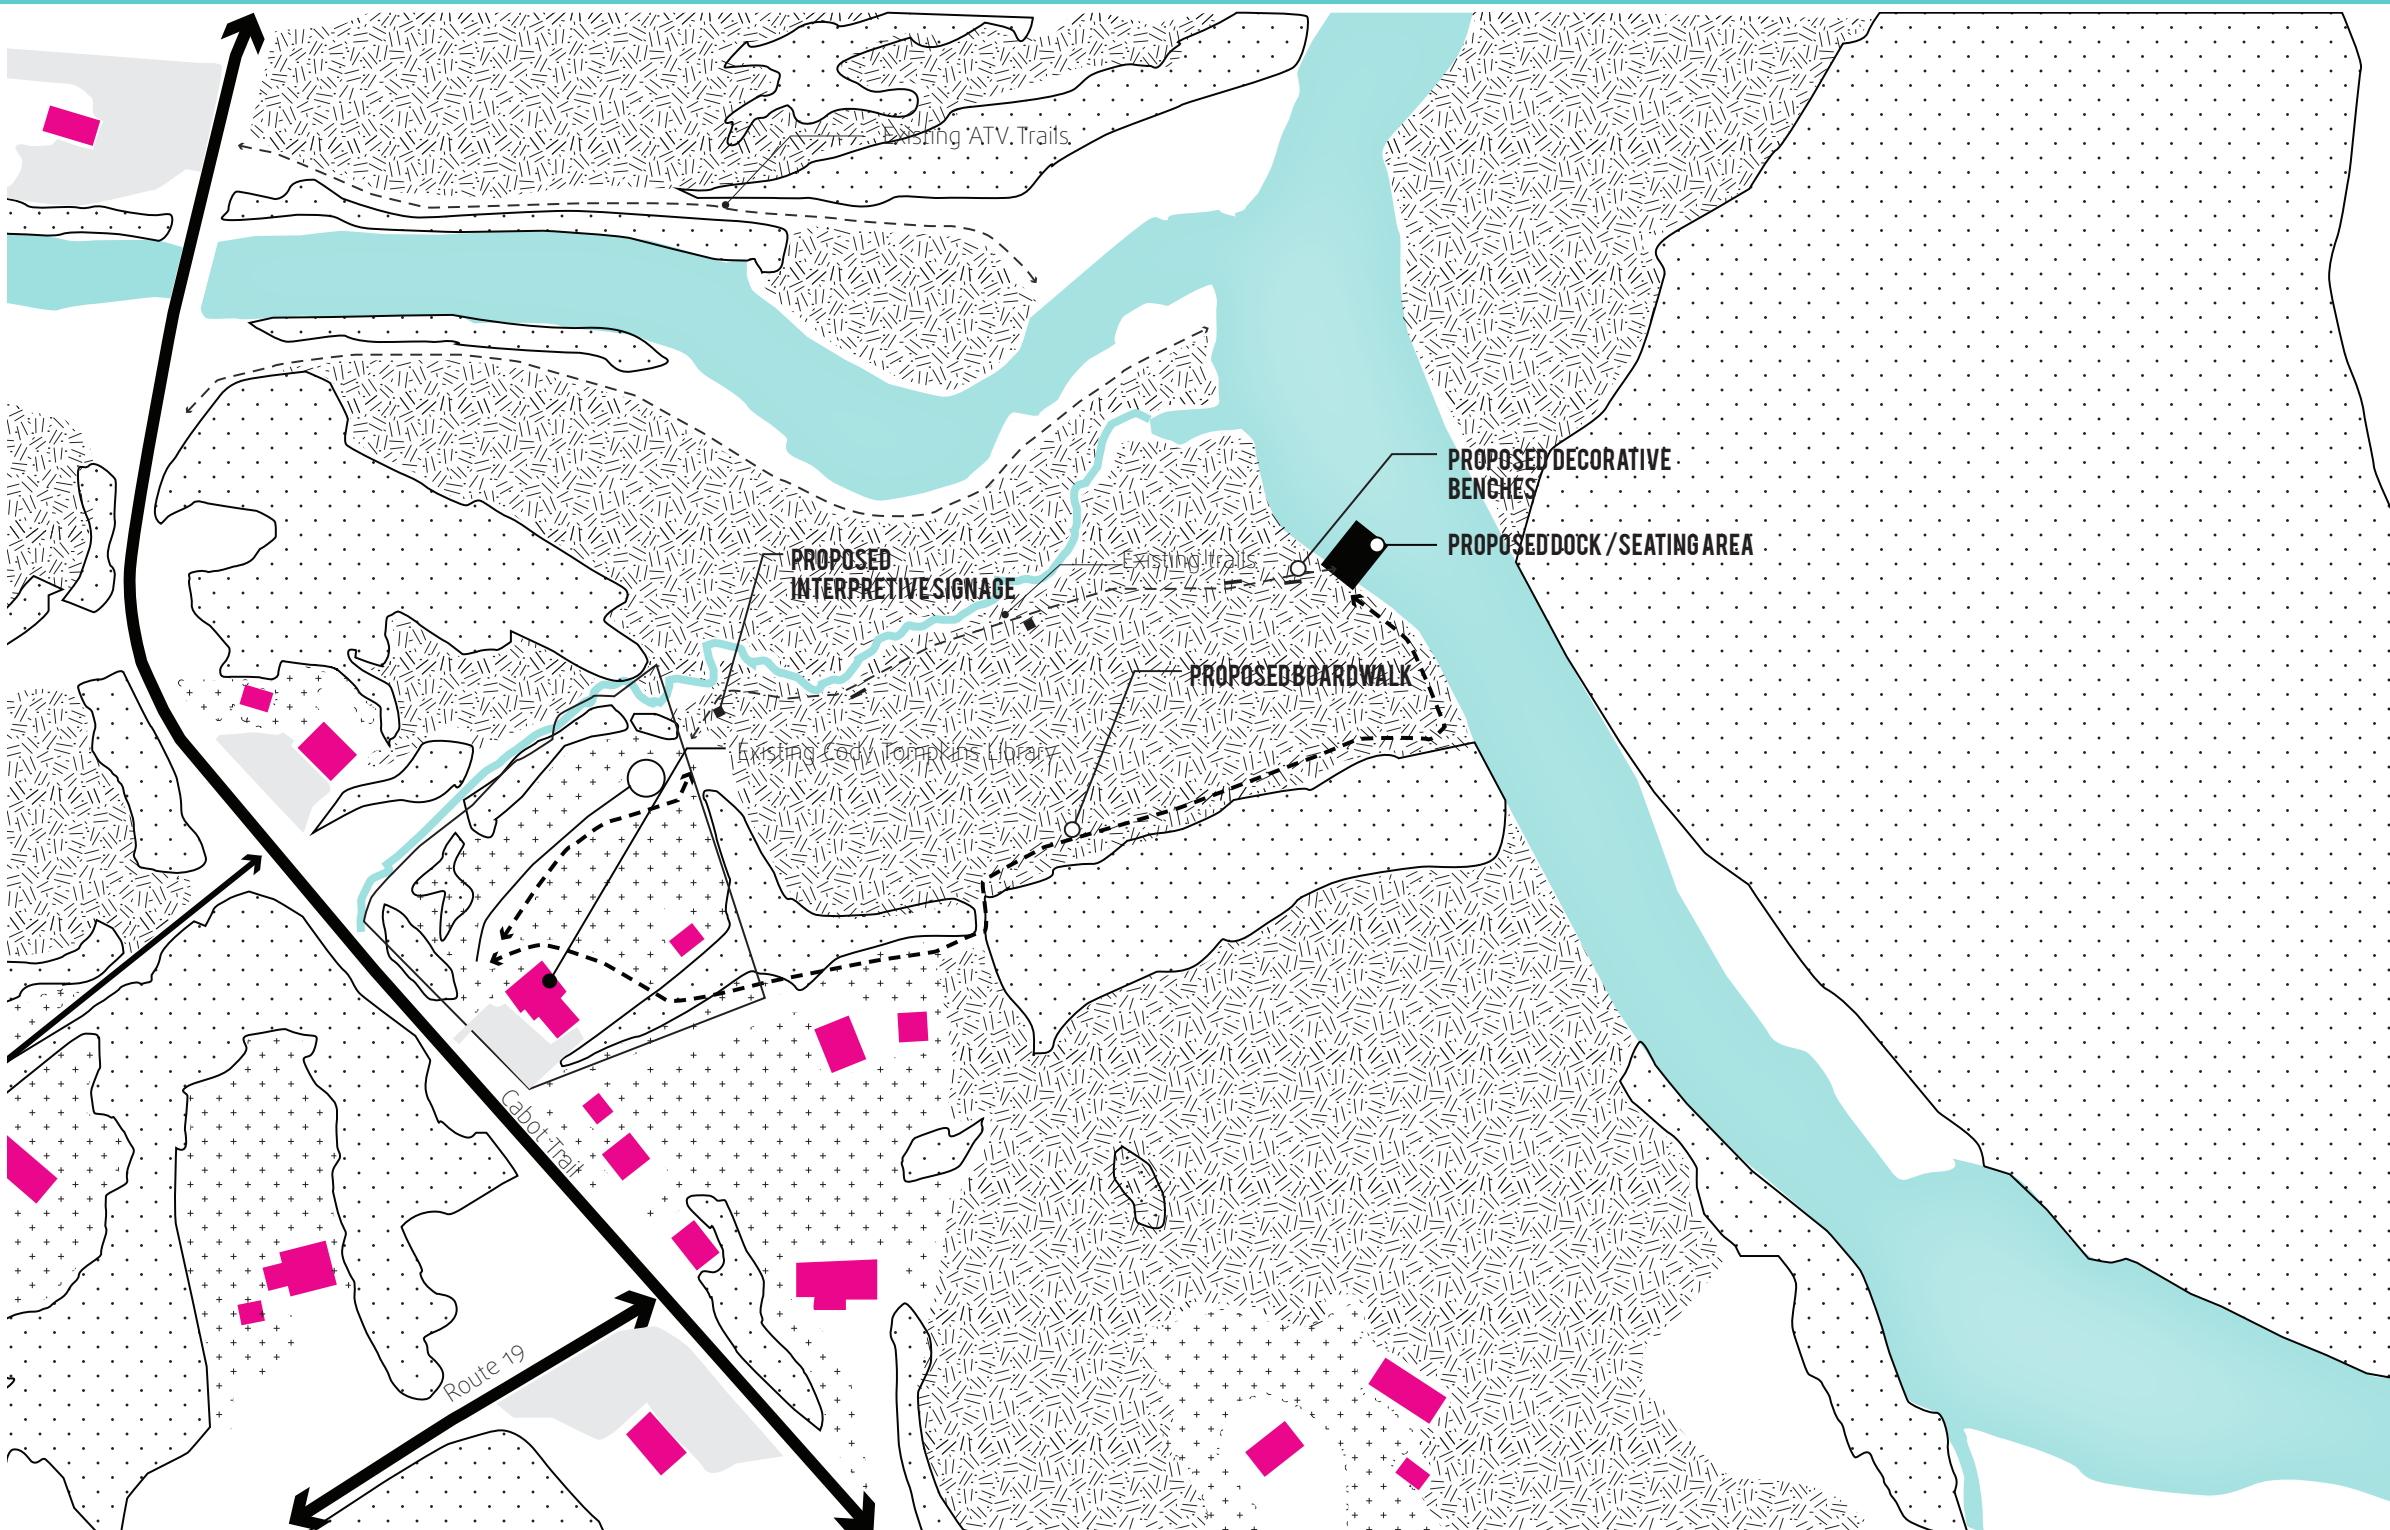 Existing ATV Trails
PROPOSED DECORATIVE
BENCHES
PROPOSED DOCK / SEATING AREA
PROPOSED
INTERPRETIVE SIGNAGE
Existing trails
PROPOSED BOARDWALK
Existing Cody Tompkins Library
Cabot Trail
Route 19